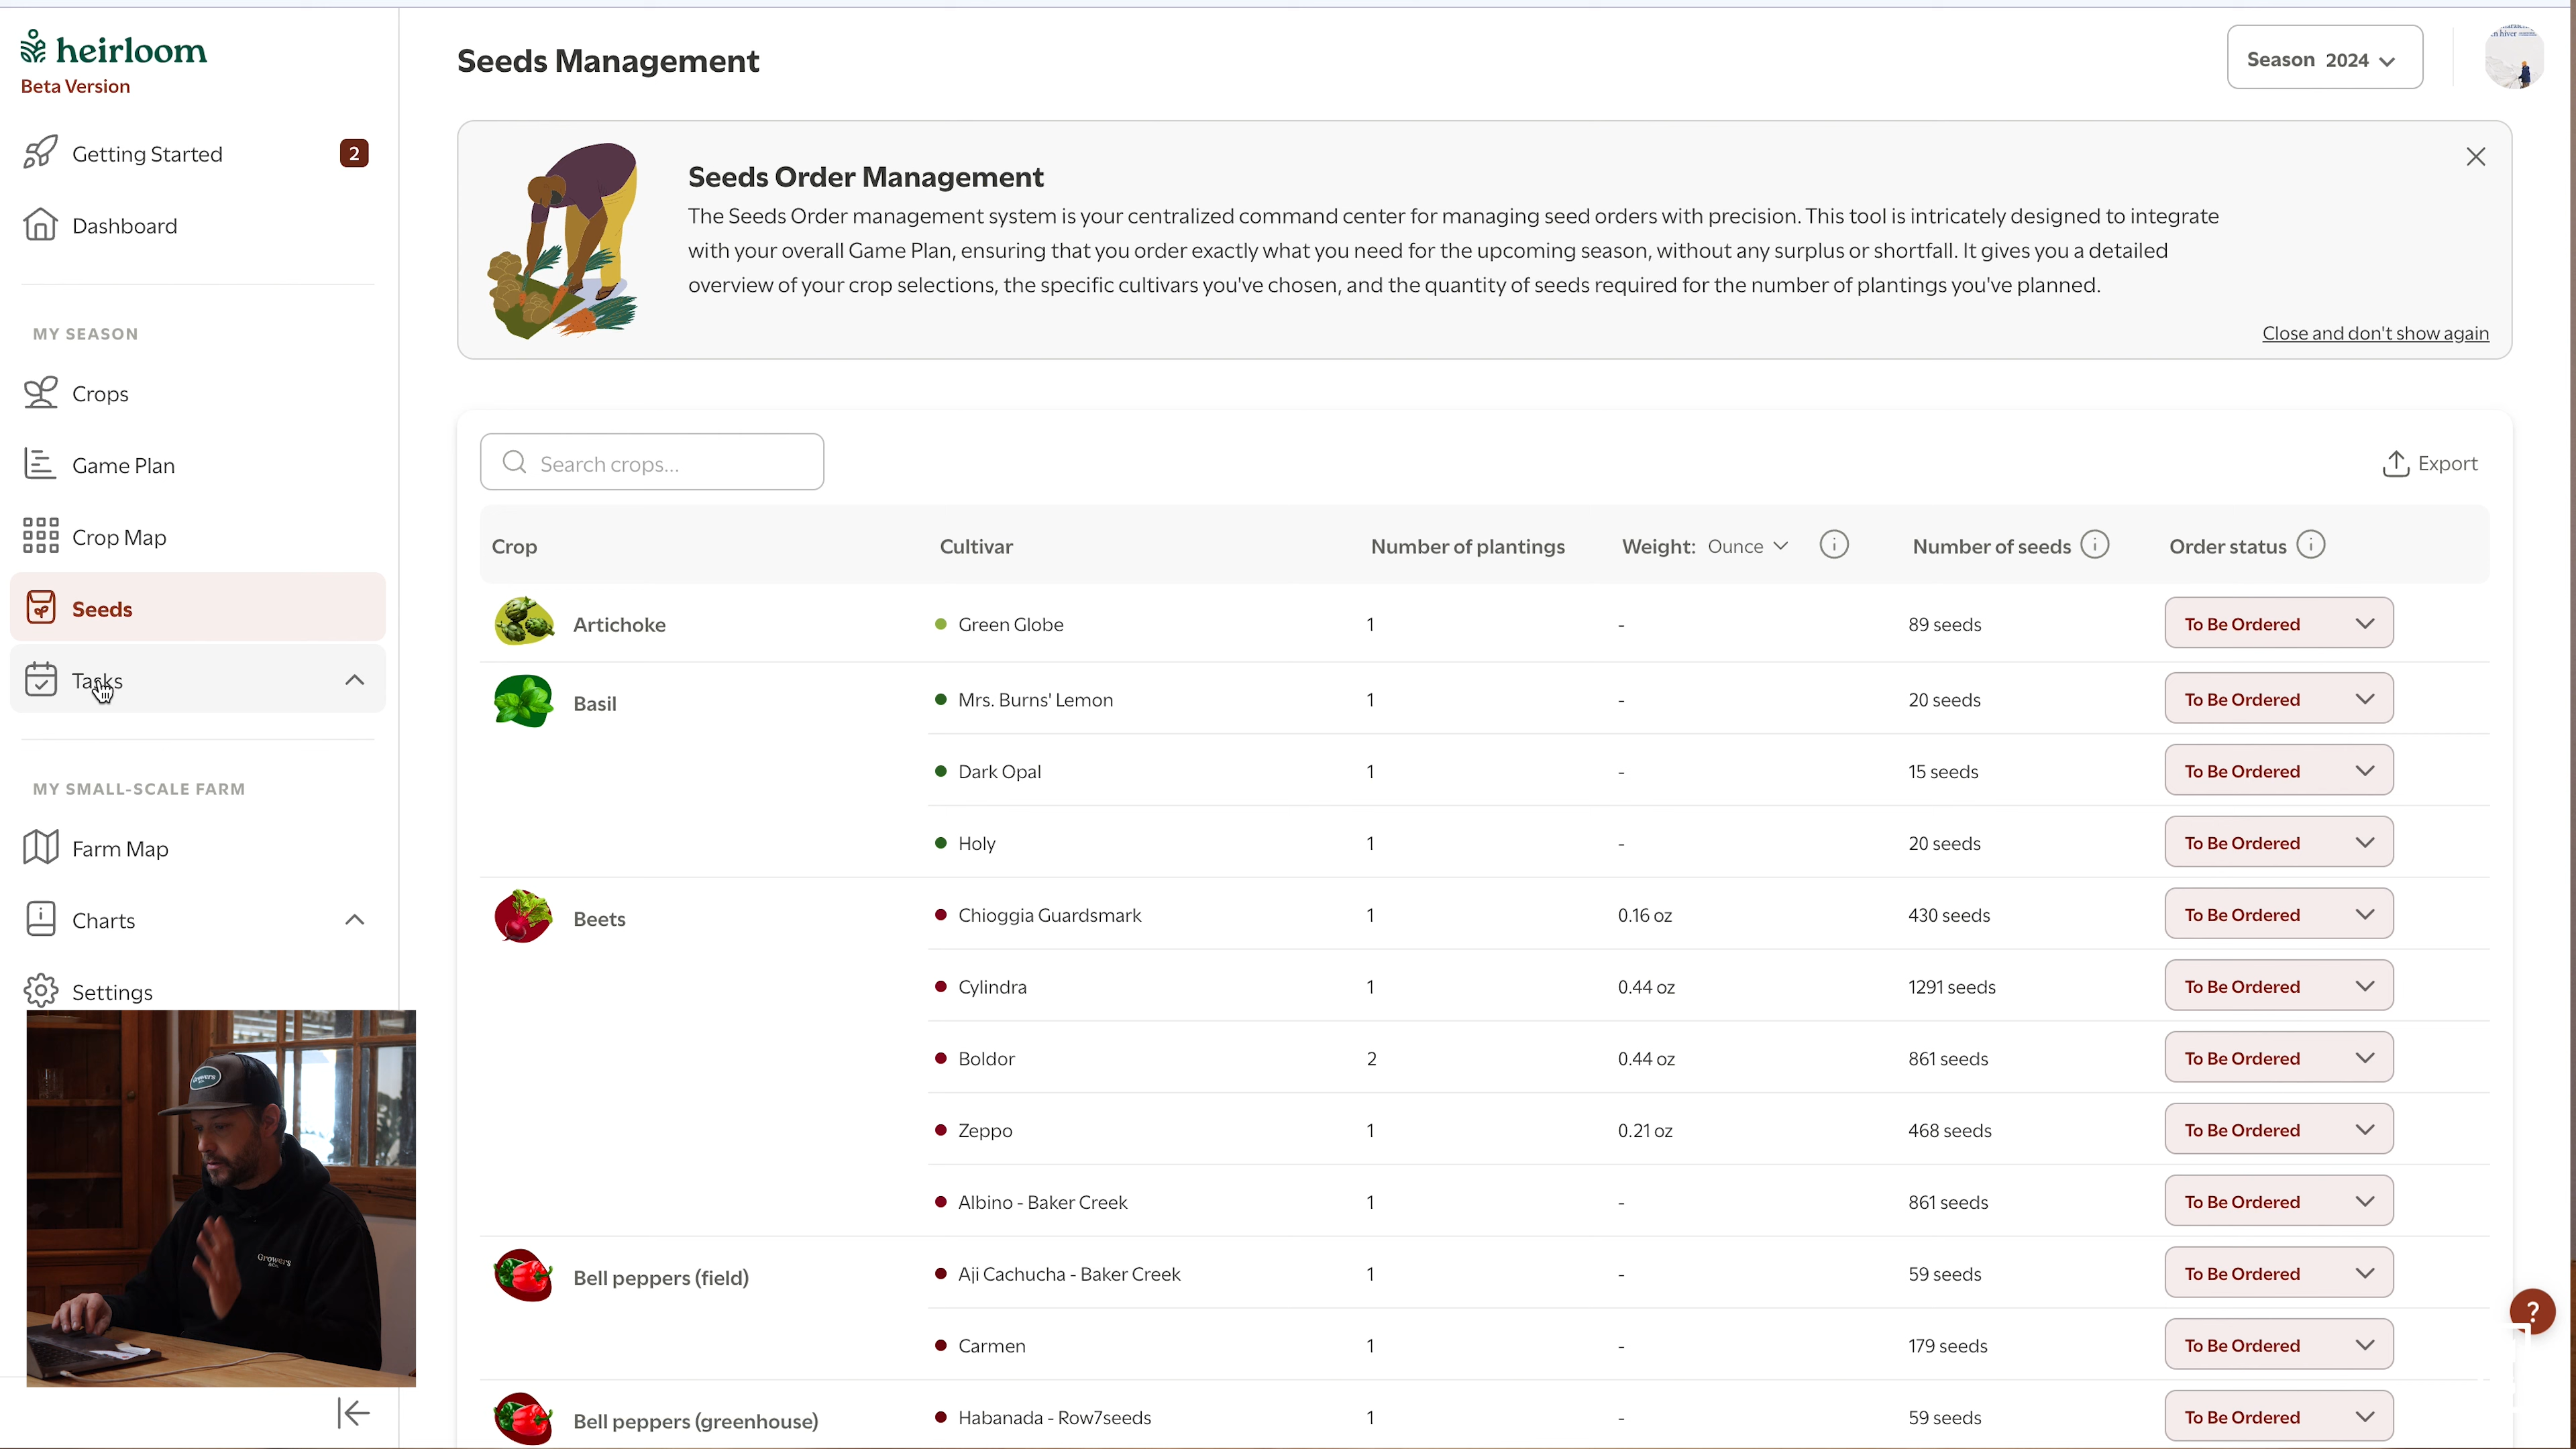 heirloom
Beta Version
Getting Started
2
Dashboard
MY SEASON
Crops
Game Plan
Crop Map
Seeds
Tasks
MY SMALL-SCALE FARM
Farm Map
Charts
Settings
Seeds Management
Season 2024
Seeds Order Management
The Seeds Order management system is your centralized command center for managing seed orders with precision. This tool is intricately designed to integrate
with your overall Game Plan, ensuring that you order exactly what you need for the upcoming season, without any surplus or shortfall. It gives you a detailed
overview of your crop selections, the specific cultivars you've chosen, and the quantity of seeds required for the number of plantings you've planned.
Close and don't show again
Search crops...
Export
Crop Cultivar Number of plantings Weight: Ounce Number of seeds Order status
Artichoke Green Globe 1 - 89 seeds To Be Ordered
Basil Mrs. Burns' Lemon 1 - 20 seeds To Be Ordered
Dark Opal 1 - 15 seeds To Be Ordered
Holy 1 - 20 seeds To Be Ordered
Beets Chioggia Guardsmark 1 0.16 oz 430 seeds To Be Ordered
Cylindra 1 0.44 oz 1291 seeds To Be Ordered
Boldor 2 0.44 oz 861 seeds To Be Ordered
Zeppo 1 0.21 oz 468 seeds To Be Ordered
Albino - Baker Creek 1 - 861 seeds To Be Ordered
Bell peppers (field) Aji Cachucha - Baker Creek 1 - 59 seeds To Be Ordered
Carmen 1 - 179 seeds To Be Ordered
Bell peppers (greenhouse) Habanada - Row7seeds 1 - 59 seeds To Be Ordered
?
Growers
&Co.